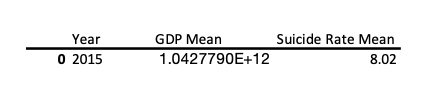 Year GDP Mean Suicide Rate Mean
0 2015 1.0427790E+12 8.02